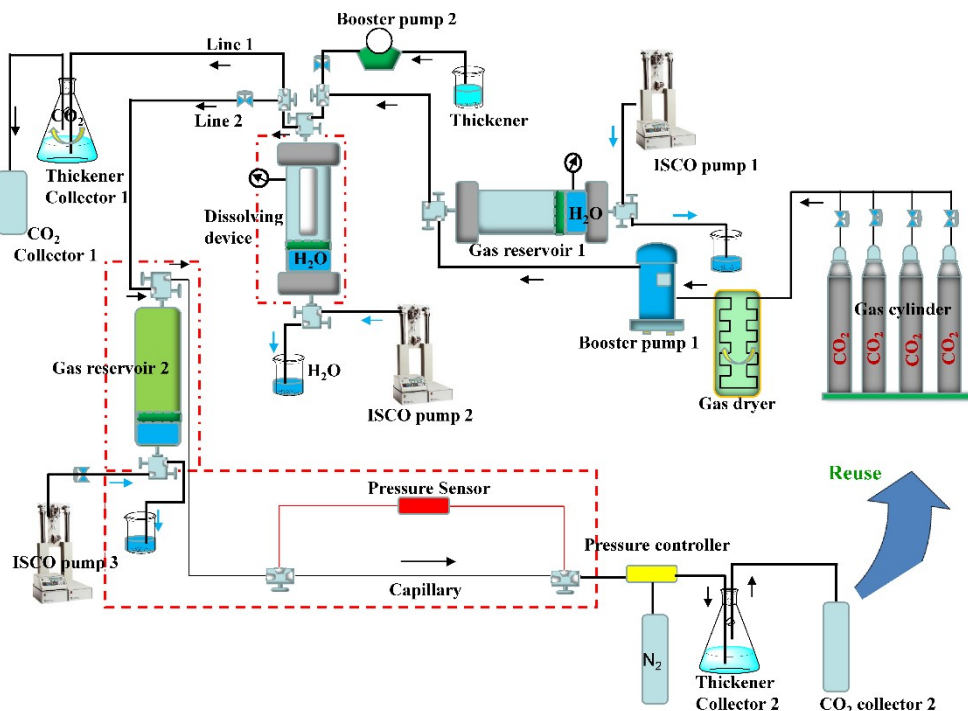 Booster pump 2
Line 1
Line 2
CO2
Thickener
Collector 1
CO2
Collector 1
Thickener
ISCO pump 1
Dissolving
device
H2O
H2O
Gas reservoir 1
Booster pump 1
Gas cylinder
CO2
CO2
CO2
CO2
Gas dryer
Gas reservoir 2
H2O
ISCO pump 2
ISCO pump 3
Pressure Sensor
Capillary
Pressure controller
Reuse
N2
Thickener
Collector 2
CO2 collector 2